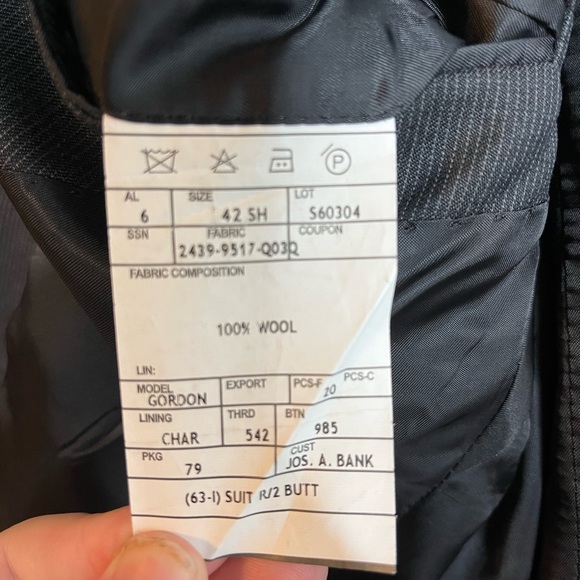 P
AL SIZE LOT
6 42 SH S60304
SSN FABRIC COUPON
2439-9517-Q03Q
FABRIC COMPOSITION
100% WOOL
LIN:
MODEL EXPORT PCS-F PCS-C
GORDON 20
LINING THRD BTN
CHAR 542 985
PKG CUST
79 JOS. A. BANK
(63-I) SUIT R/2 BUTT